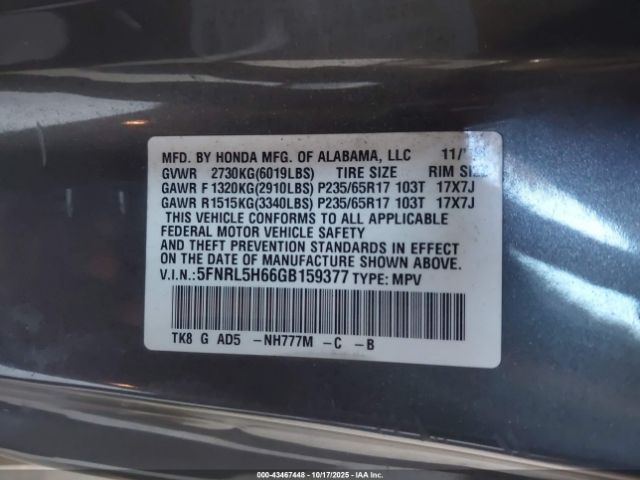 MFD. BY HONDA MFG. OF ALABAMA, LLC 11/
GVWR 2730KG(6019LBS) TIRE SIZE RIM SIZE
GAWR F 1320KG(2910LBS) P235/65R17 103T 17X7J
GAWR R1515KG(3340LBS) P235/65R17 103T 17X7J
THIS VEHICLE CONFORMS TO ALL APPLICABLE
FEDERAL MOTOR VEHICLE SAFETY
AND THEFT PREVENTION STANDARDS IN EFFECT
ON THE DATE OF MANUFACTURE SHOWN ABOVE.
V.I.N.:5FNRL5H66GB159377 TYPE: MPV
TK8 G AD5 -NH777M -C -B
000-43467448 - 10/17/2025 - IAA Inc.